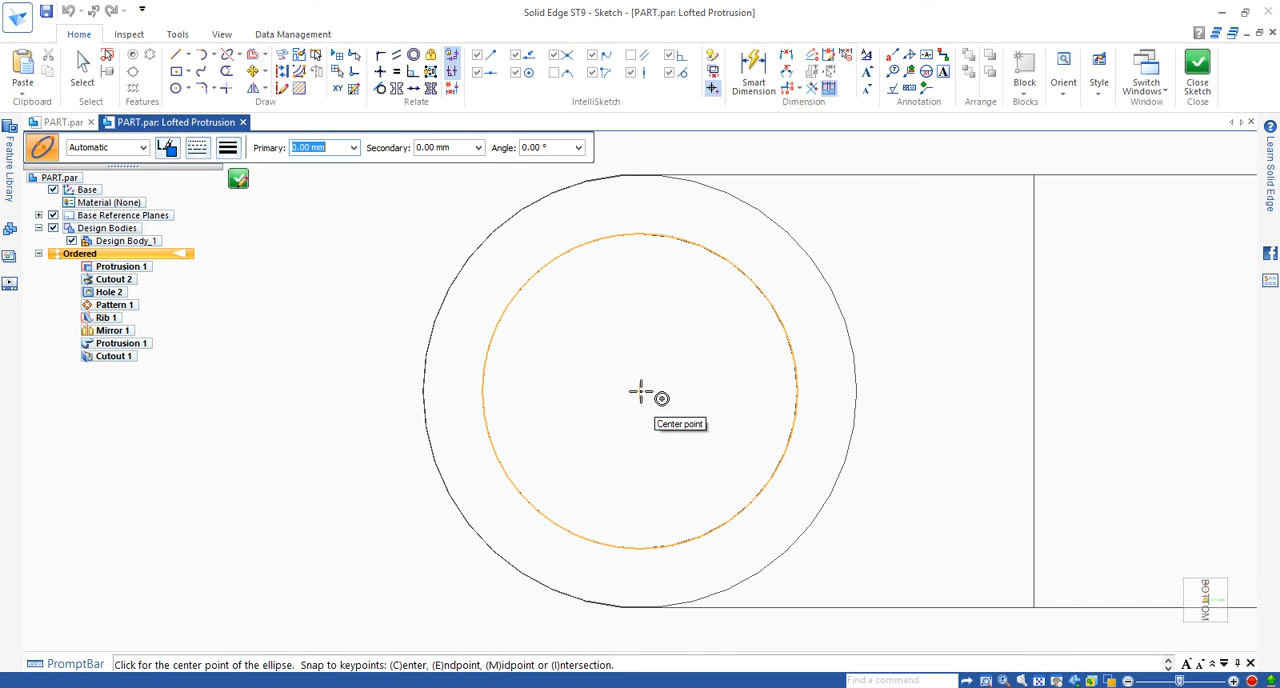 Solid Edge ST9 - Sketch - [PART.par: Lofted Protrusion]
Home Inspect Tools View Data Management
Paste
Clipboard
Select
Select
Features
Draw
Relate
IntelliSketch
Smart
Dimension
Dimension
Annotation
Arrange
Block
Blocks
Orient
Style
Switch
Windows
Window
Close
Sketch
Close
PART.par
PART.par: Lofted Protrusion
Automatic
Primary: 0.00 mm
Secondary: 0.00 mm
Angle: 0.00 °
Feature Library
Learn Solid Edge
PART.par
Base
Material (None)
Base Reference Planes
Design Bodies
Design Body_1
Ordered
Protrusion 1
Cutout 2
Hole 2
Pattern 1
Rib 1
Mirror 1
Protrusion 1
Cutout 1
Center point
BOTTOM
PromptBar
Click for the center point of the ellipse. Snap to keypoints: (C)enter, (E)ndpoint, (M)idpoint or (I)ntersection.
Find a command